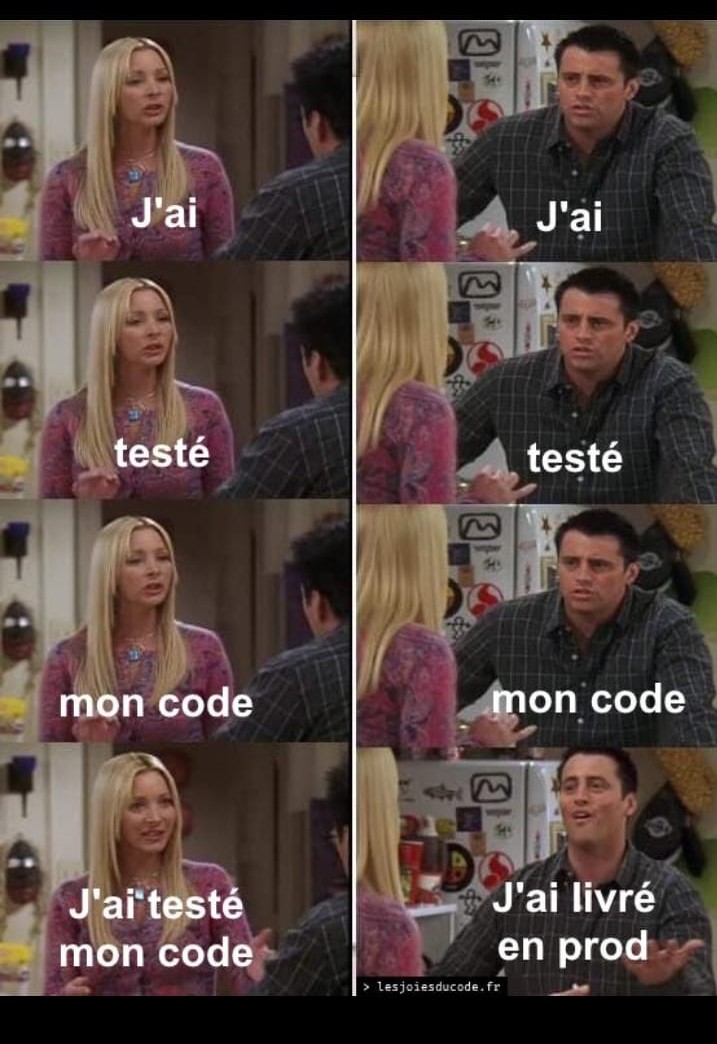 J'ai
J'ai
testé
testé
mon code
mon code
J'ai testé
mon code
J'ai livré
en prod
> lesjoiesducode.fr